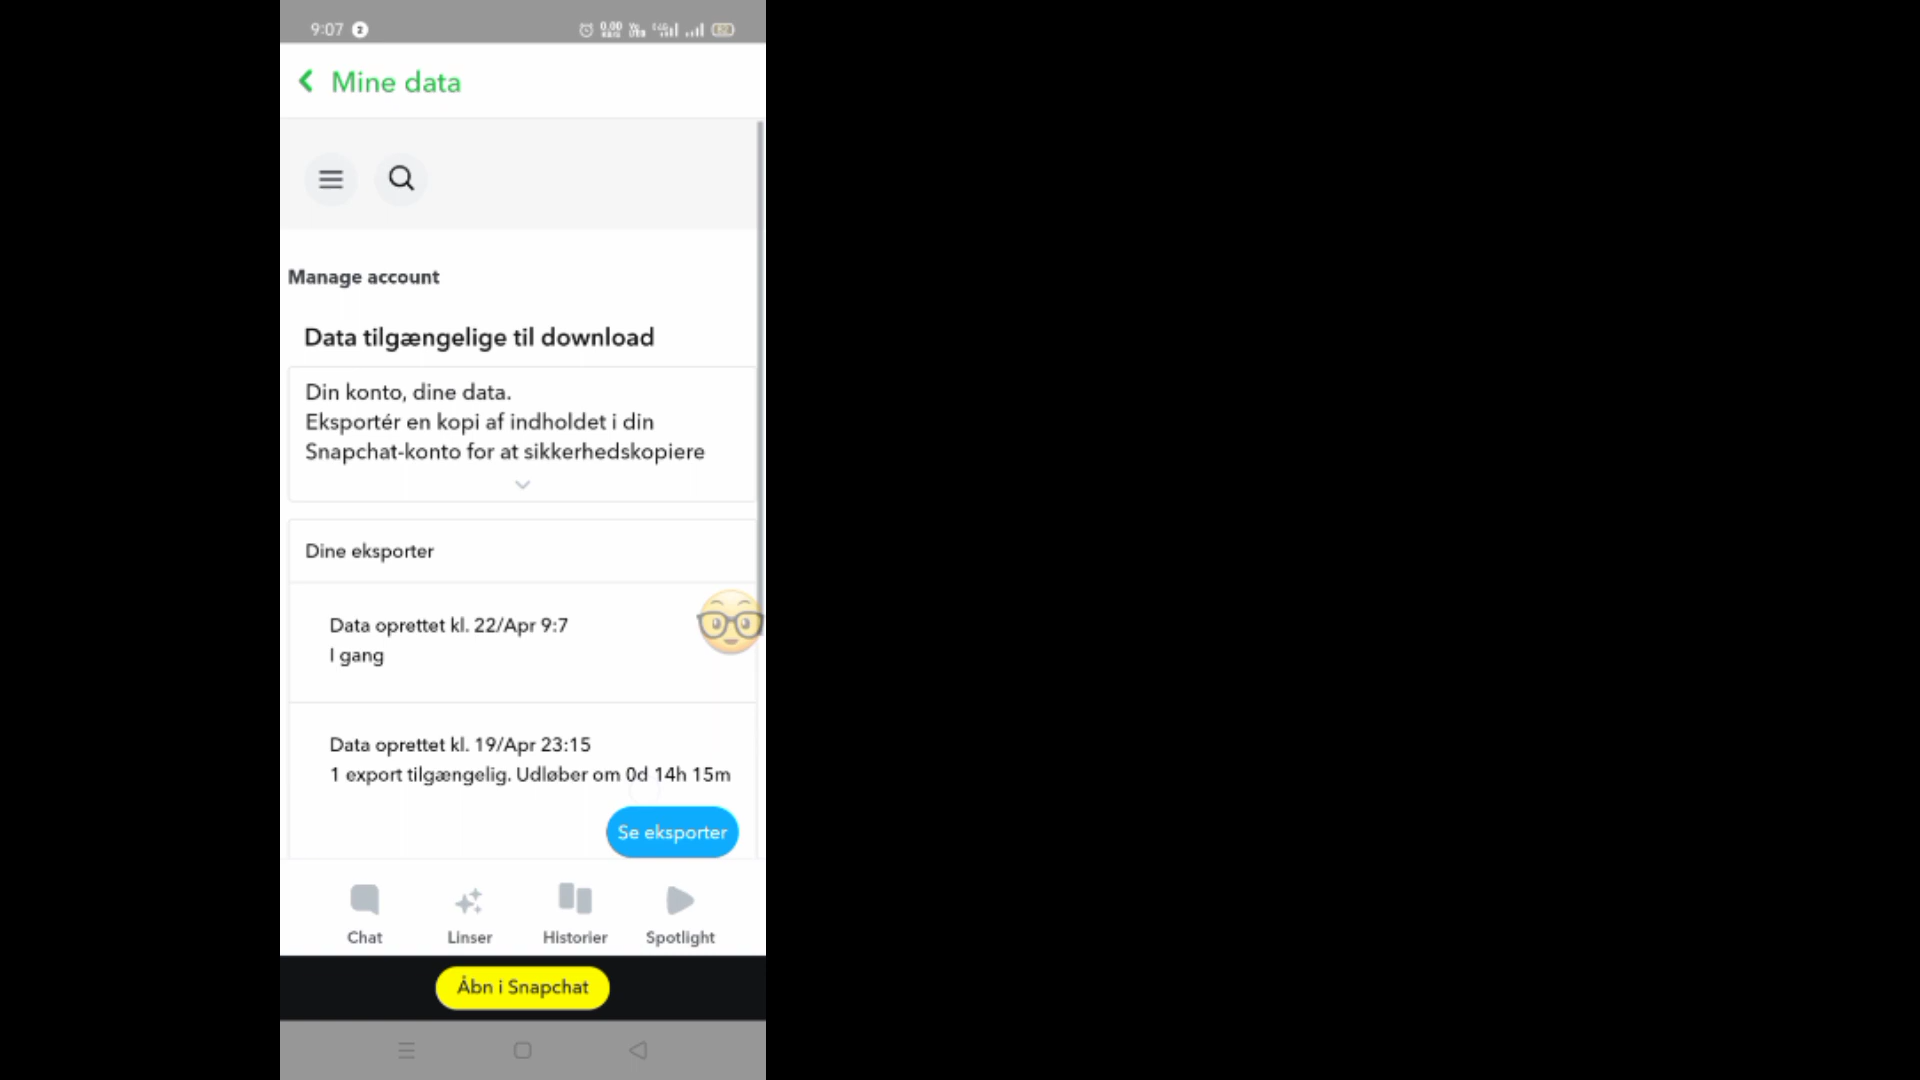 9:07 2
0.00
Mine data
Manage account
Data tilgængelige til download
Din konto, dine data.
Eksportér en kopi af indholdet i din
Snapchat-konto for at sikkerhedskopiere
Dine eksporter
Data oprettet kl. 22/Apr 9:7
I gang
Data oprettet kl. 19/Apr 23:15
1 export tilgængelig. Udløber om 0d 14h 15m
Se eksporter
Chat Linser Historier Spotlight
Åbn i Snapchat